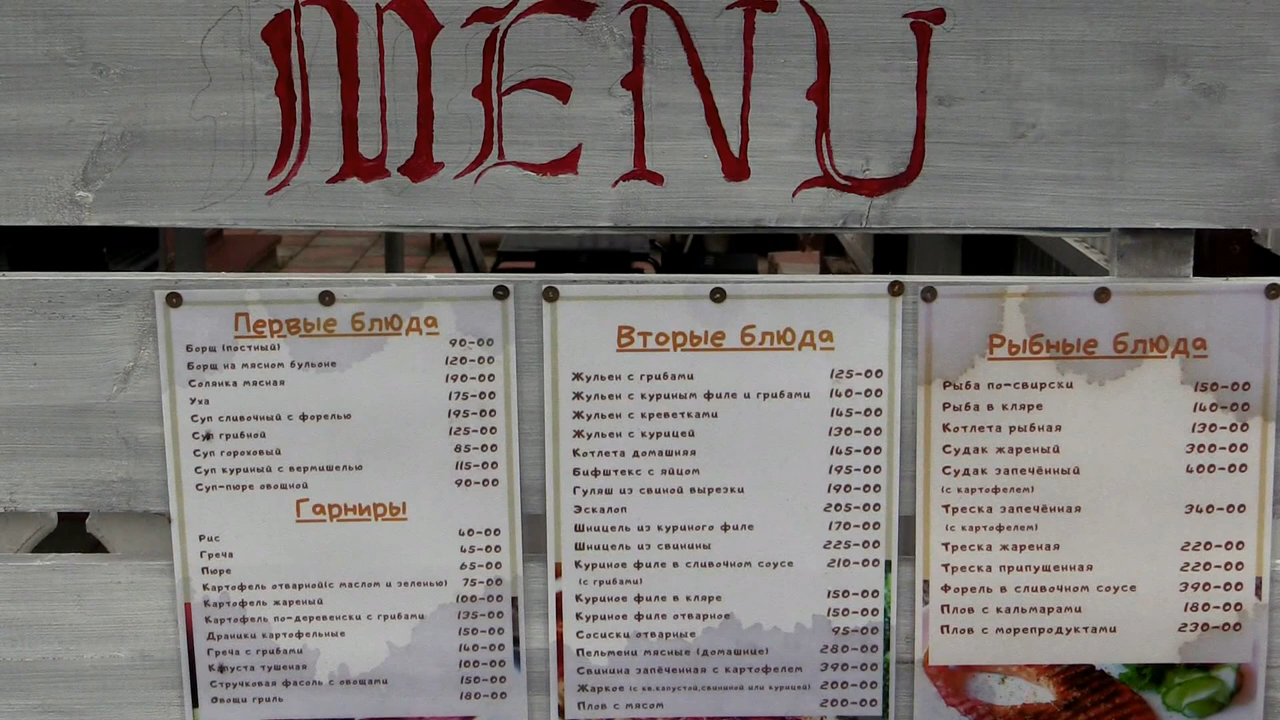 MENU
Первые блюда
Борщ (постный) 90-00
Борщ на мясном бульоне 120-00
Солянка мясная 190-00
Уха 175-00
Суп сливочный с форелью 195-00
Суп грибной 125-00
Суп гороховый 85-00
Суп куриный с вермишелью 115-00
Суп-пюре овощной 90-00
Гарниры
Рис 40-00
Греча 45-00
Пюре 65-00
Картофель отварной(с маслом и зеленью) 75-00
Картофель жареный 100-00
Картофель по-деревенски с грибами 135-00
Драники картофельные 150-00
Греча с грибами 140-00
Капуста тушеная 100-00
Стручковая фасоль с овощами 150-00
Овощи гриль 180-00
Вторые блюда
Жульен с грибами 125-00
Жульен с куриным филе и грибами 140-00
Жульен с креветками 145-00
Жульен с курицей 130-00
Котлета домашняя 145-00
Бифштекс с яйцом 195-00
Гуляш из свиной вырезки 190-00
Эскалоп 205-00
Шницель из куриного филе 170-00
Шницель из свинины 225-00
Куриное филе в сливочном соусе 210-00
(с грибами)
Куриное филе в кляре 150-00
Куриное филе отварное 150-00
Сосиски отварные 95-00
Пельмени мясные (домашние) 280-00
Свинина запёченная с картофелем 390-00
Жаркое (с кв.капустой,свининой или курицей) 200-00
Плов с мясом 200-00
Рыбные блюда
Рыба по-свирски 150-00
Рыба в кляре 140-00
Котлета рыбная 130-00
Судак жареный 300-00
Судак запечённый 400-00
(с картофелем)
Треска запечённая 340-00
(с картофелем)
Треска жареная 220-00
Треска припущенная 220-00
Форель в сливочном соусе 390-00
Плов с кальмарами 180-00
Плов с морепродуктами 230-00